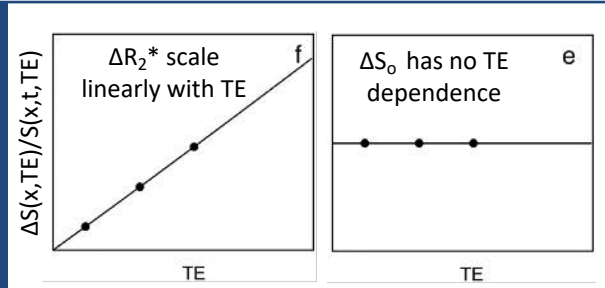 ΔR₂* scale
linearly with TE
f
ΔS(x,TE)/S(x,t,TE)
TE
ΔSₒ has no TE
dependence
e
TE